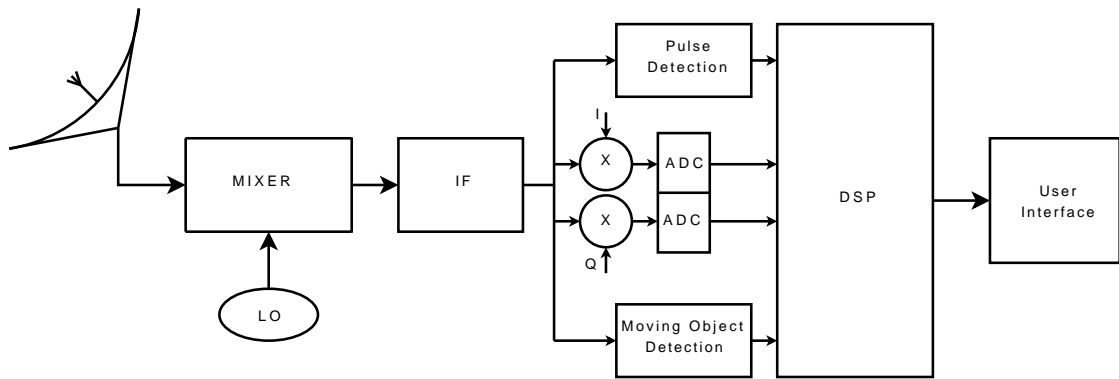 Pulse
Detection
I
X
ADC
MIXER
IF
DSP
User
Interface
X
ADC
Q
LO
Moving Object
Detection